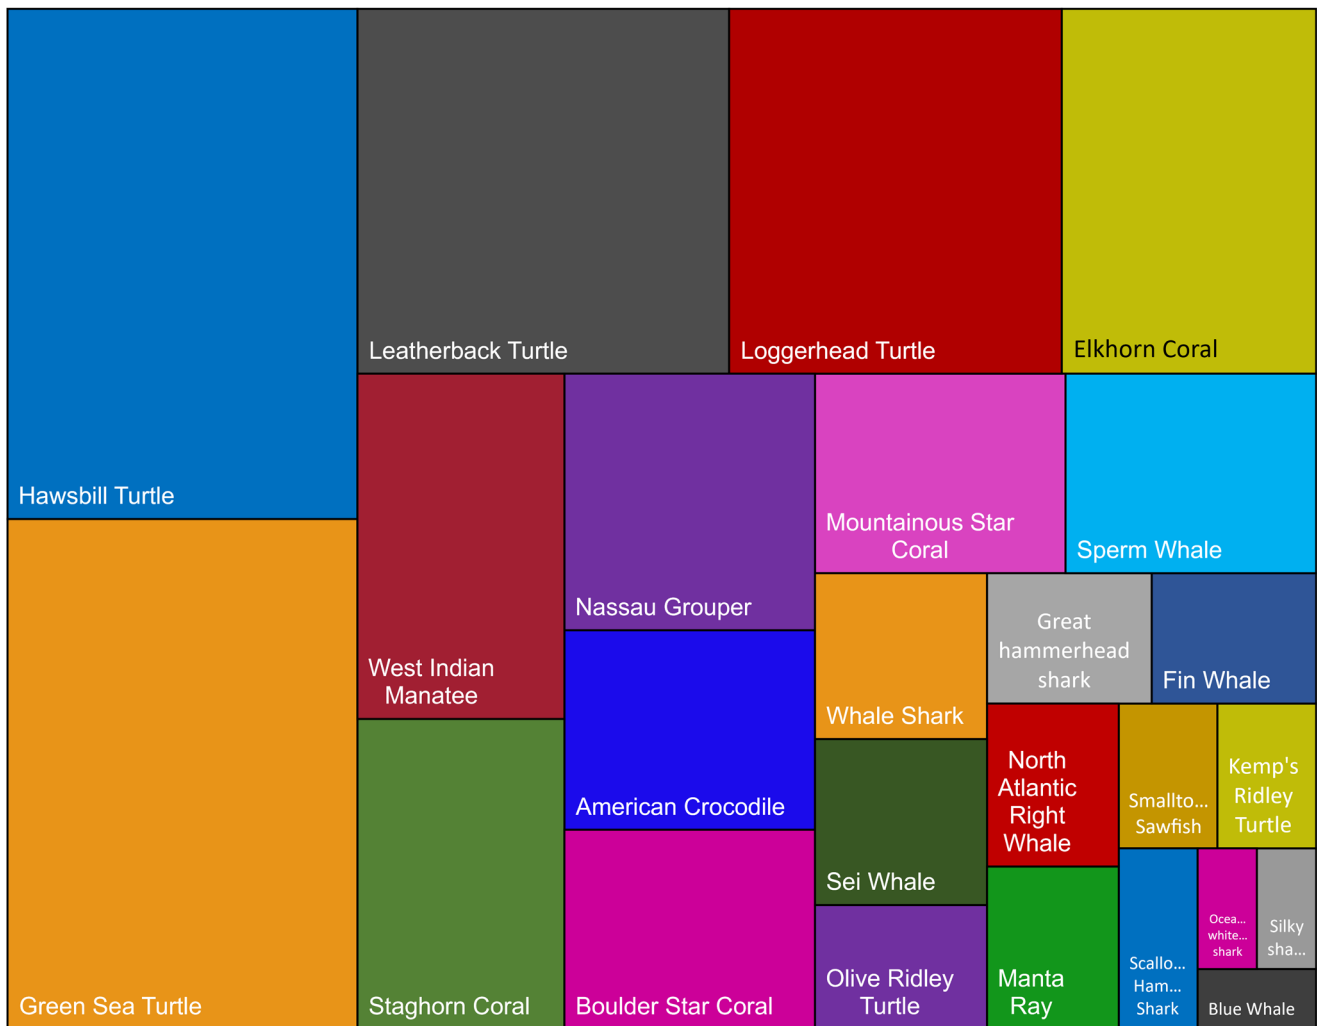 Leatherback Turtle
Loggerhead Turtle
Elkhorn Coral
Hawsbill Turtle
Mountainous Star
Coral
Sperm Whale
Nassau Grouper
West Indian
Manatee
Great
hammerhead
shark
Fin Whale
Whale Shark
American Crocodile
North
Atlantic
Right
Whale
Smallto...
Sawfish
Kemp's
Ridley
Turtle
Sei Whale
Green Sea Turtle
Staghorn Coral
Boulder Star Coral
Olive Ridley
Turtle
Manta
Ray
Scallo...
Ham...
Shark
Ocea...
white...
shark
Silky
sha...
Blue Whale